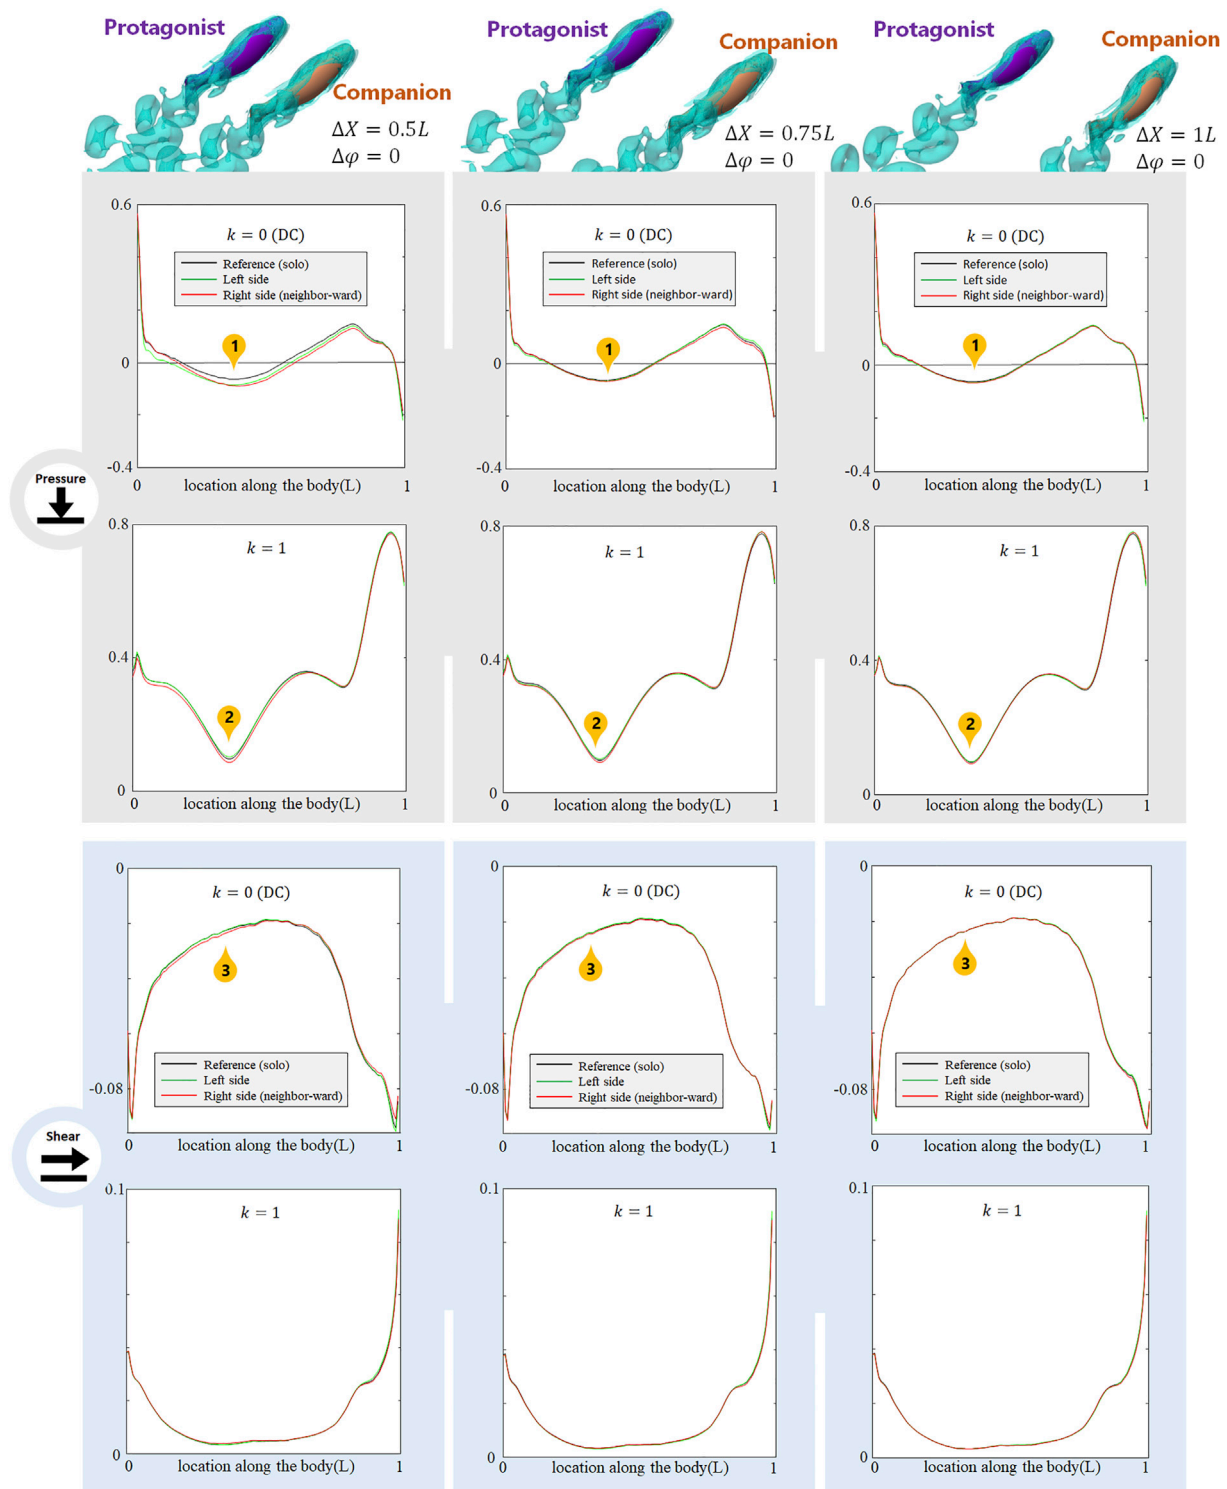 Protagonist
Companion
ΔX = 0.5L
Δφ = 0
Protagonist
Companion
ΔX = 0.75L
Δφ = 0
Protagonist
Companion
ΔX = 1L
Δφ = 0
Pressure
0.6
k = 0 (DC)
Reference (solo)
Left side
Right side (neighbor-ward)
1
0
-0.4
0 location along the body(L) 1
0.6
k = 0 (DC)
Reference (solo)
Left side
Right side (neighbor-ward)
1
0
-0.4
0 location along the body(L) 1
0.6
k = 0 (DC)
Reference (solo)
Left side
Right side (neighbor-ward)
1
0
-0.4
0 location along the body(L) 1
0.8
k = 1
0.4
2
0
0 location along the body(L) 1
0.8
k = 1
0.4
2
0
0 location along the body(L) 1
0.8
k = 1
0.4
2
0
0 location along the body(L) 1
Shear
0
k = 0 (DC)
3
Reference (solo)
Left side
Right side (neighbor-ward)
-0.08
0 location along the body(L) 1
0
k = 0 (DC)
3
Reference (solo)
Left side
Right side (neighbor-ward)
-0.08
0 location along the body(L) 1
0
k = 0 (DC)
3
Reference (solo)
Left side
Right side (neighbor-ward)
-0.08
0 location along the body(L) 1
0.1
k = 1
0
0 location along the body(L) 1
0.1
k = 1
0
0 location along the body(L) 1
0.1
k = 1
0
0 location along the body(L) 1